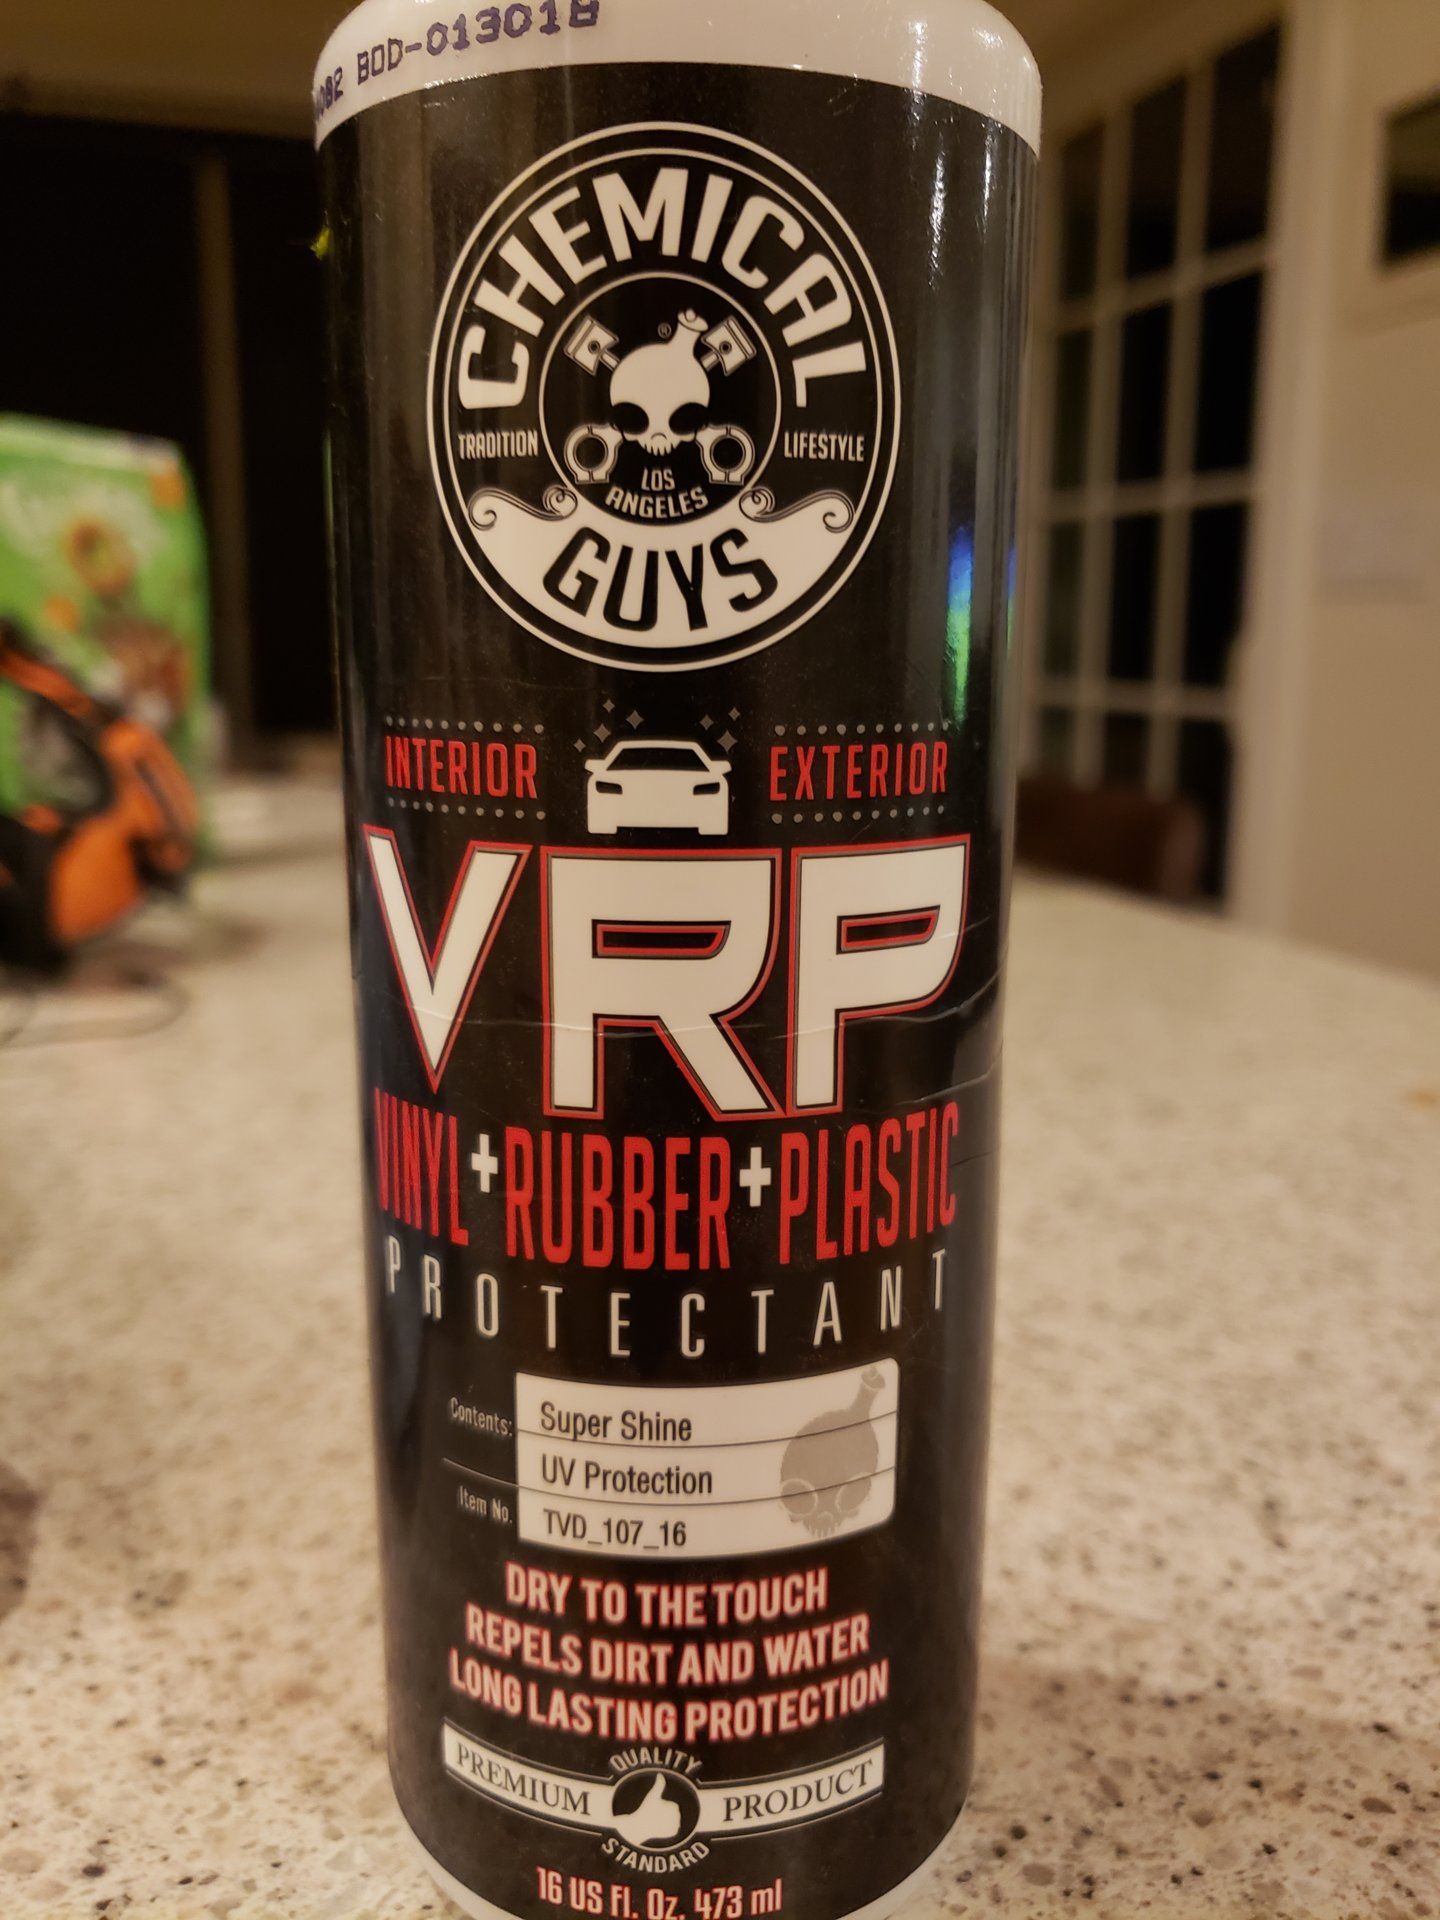 BOD-013018
CHEMICAL
®
TRADITION
LIFESTYLE
LOS
ANGELES
GUYS
INTERIOR
EXTERIOR
VRP
VINYL+RUBBER+PLASTIC
PROTECTANT
Contents: Super Shine
UV Protection
Item No. TVD_107_16
DRY TO THE TOUCH
REPELS DIRT AND WATER
LONG LASTING PROTECTION
QUALITY
PREMIUM PRODUCT
STANDARD
16 US Fl. Oz. 473 ml